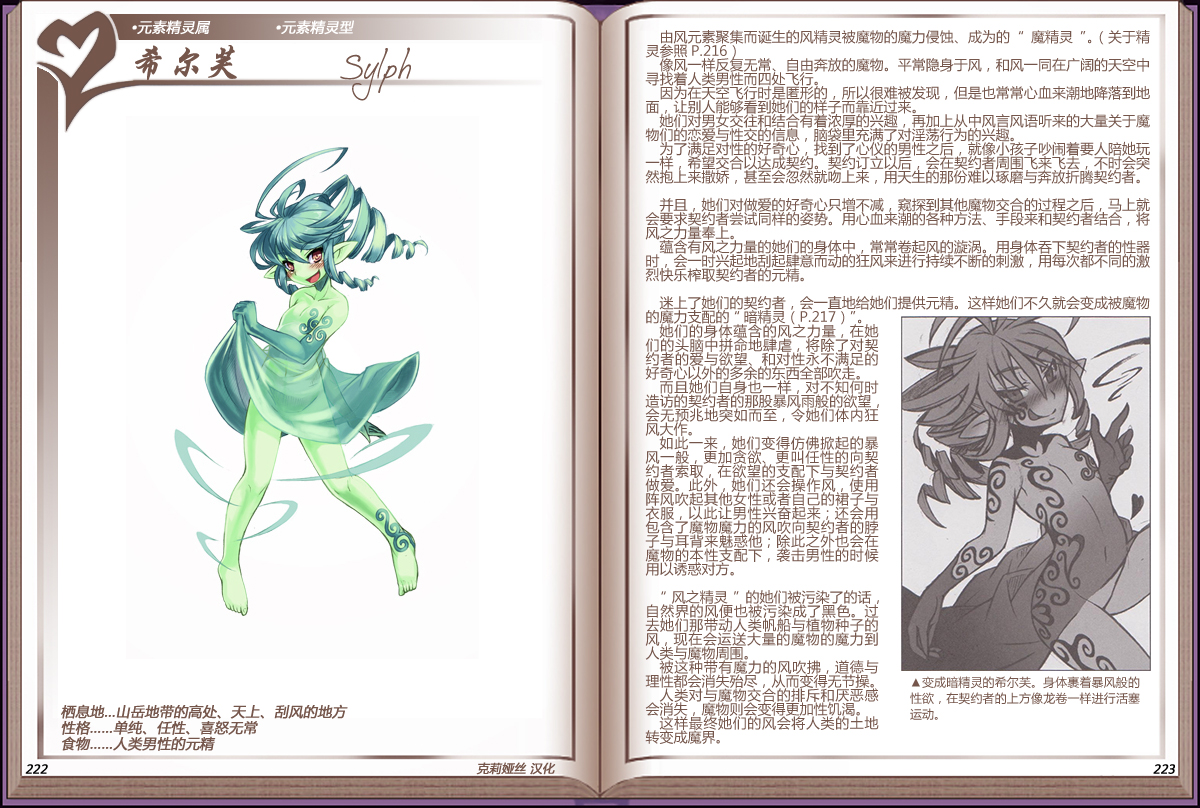 •元素精灵属
•元素精灵型
希尔芙
Sylph
栖息地...山岳地带的高处、天上、刮风的地方
性格......单纯、任性、喜怒无常
食物......人类男性的元精
222
克莉娅丝 汉化
由风元素聚集而诞生的风精灵被魔物的魔力侵蚀、成为的“ 魔精灵 ”。( 关于精
灵参照 P.216 )
像风一样反复无常、自由奔放的魔物。平常隐身于风，和风一同在广阔的天空中
寻找着人类男性而四处飞行。
因为在天空飞行时是匿形的，所以很难被发现，但是也常常心血来潮地降落到地
面，让别人能够看到她们的样子而靠近过来。
她们对男女交往和结合有着浓厚的兴趣，再加上从中风言风语听来的大量关于魔
物们的恋爱与性交的信息，脑袋里充满了对淫荡行为的兴趣。
为了满足对性的好奇心，找到了心仪的男性之后，就像小孩子吵闹着要人陪她玩
一样，希望交合以达成契约。契约订立以后，会在契约者周围飞来飞去，不时会突
然抱上来撒娇，甚至会忽然就吻上来，用天生的那份难以琢磨与奔放折腾契约者。
并且，她们对做爱的好奇心只增不减，窥探到其他魔物交合的过程之后，马上就
会要求契约者尝试同样的姿势。用心血来潮的各种方法、手段来和契约者结合，将
风之力量奉上。
蕴含有风之力量的她们的身体中，常常卷起风的漩涡。用身体吞下契约者的性器
时，会一时兴起地刮起肆意而动的狂风来进行持续不断的刺激，用每次都不同的激
烈快乐榨取契约者的元精。
迷上了她们的契约者，会一直地给她们提供元精。这样她们不久就会变成被魔物
的魔力支配的“ 暗精灵（ P.217 ）”。
她们的身体蕴含的风之力量，在她
们的头脑中拼命地肆虐，将除了对契
约者的爱与欲望、和对性永不满足的
好奇心以外的多余的东西全部吹走。
而且她们自身也一样，对不知何时
造访的契约者的那股暴风雨般的欲望，
会无预兆地突如而至，令她们体内狂
风大作。
如此一来，她们变得仿佛掀起的暴
风一般，更加贪欲、更叫任性的向契
约者索取，在欲望的支配下与契约者
做爱。此外，她们还会操作风，使用
阵风吹起其他女性或者自己的裙子与
衣服，以此让男性兴奋起来；还会用
包含了魔物魔力的风吹向契约者的脖
子与耳背来魅惑他；除此之外也会在
魔物的本性支配下，袭击男性的时候
用以诱惑对方。
“ 风之精灵 ”的她们被污染了的话，
自然界的风便也被污染成了黑色。过
去她们那带动人类帆船与植物种子的
风，现在会运送大量的魔物的魔力到
人类与魔物周围。
被这种带有魔力的风吹拂，道德与
理性都会消失殆尽，从而变得无节操。
人类对与魔物交合的排斥和厌恶感
会消失，魔物则会变得更加性饥渴。
这样最终她们的风会将人类的土地
转变成魔界。
▲变成暗精灵的希尔芙。身体裹着暴风般的
性欲，在契约者的上方像龙卷一样进行活塞
运动。
223